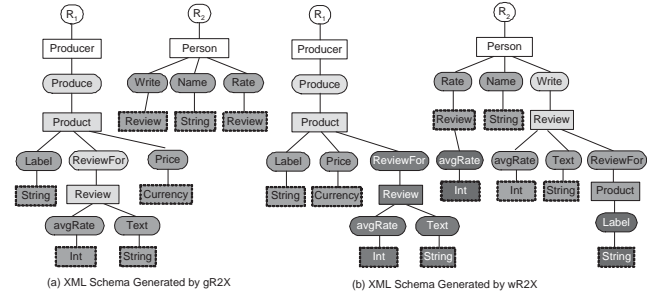 R1 R2
Producer Person
Produce Write Name Rate
Product Review String Review
Label ReviewFor Price
String Review Currency
avgRate Text
Int String
(a) XML Schema Generated by gR2X
R1 R2
Producer Person
Produce Rate Name Write
Product Review String Review
Label Price ReviewFor avgRate avgRate Text ReviewFor
String Currency Review Int Int String Product
avgRate Text Label
Int String String
(b) XML Schema Generated by wR2X